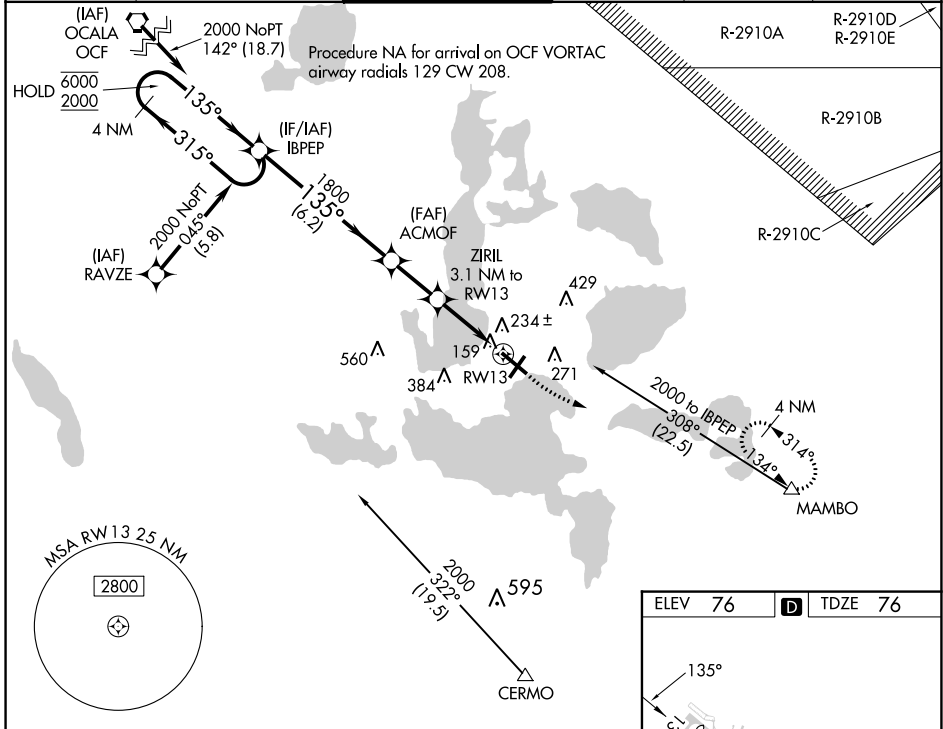 (IAF)
OCALA
OCF
2000 NoPT
142° (18.7)
Procedure NA for arrival on OCF VORTAC
airway radials 129 CW 208.
R-2910A
R-2910D
R-2910E
R-2910B
R-2910C
HOLD 6000
2000
4 NM
135°
315°
(IF/IAF)
IBPEP
2000 NoPT
045°
(5.8)
(IAF)
RAVZE
1800
135°
(6.2)
(FAF)
ACMOF
ZIRIL
3.1 NM to
RW13
429
234 ±
159
560
384
RW13
271
2000 to IBPEP
308°
(22.5)
4 NM
314°
134°
MAMBO
MSA RW13 25 NM
2800
2000
322°
(19.5)
595
CERMO
ELEV 76 D TDZE 76
135°